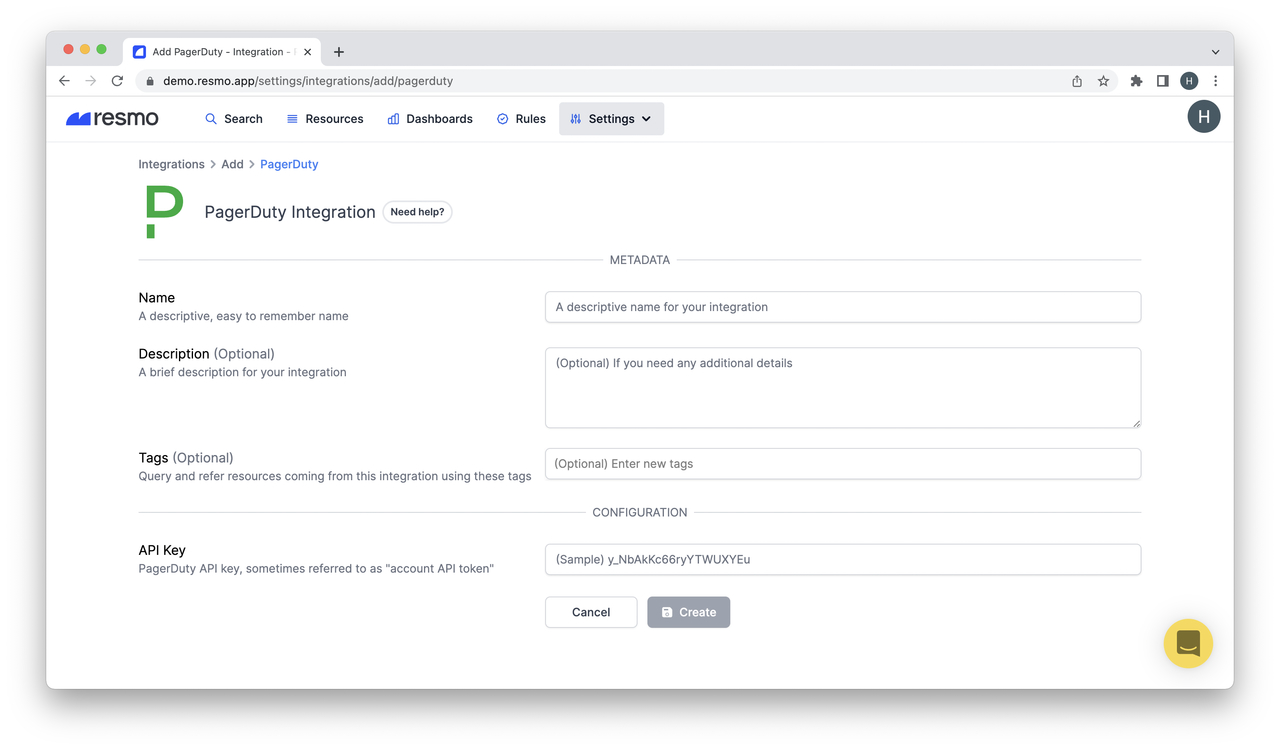 Add PagerDuty - Integration -
demo.resmo.app/settings/integrations/add/pagerduty
H
resmo
Search
Resources
Dashboards
Rules
Settings
H
Integrations > Add > PagerDuty
P
PagerDuty Integration
Need help?
METADATA
Name
A descriptive, easy to remember name
A descriptive name for your integration
Description (Optional)
A brief description for your integration
(Optional) If you need any additional details
Tags (Optional)
Query and refer resources coming from this integration using these tags
(Optional) Enter new tags
CONFIGURATION
API Key
PagerDuty API key, sometimes referred to as "account API token"
(Sample) y_NbAkKc66ryYTWUXYEu
Cancel
Create